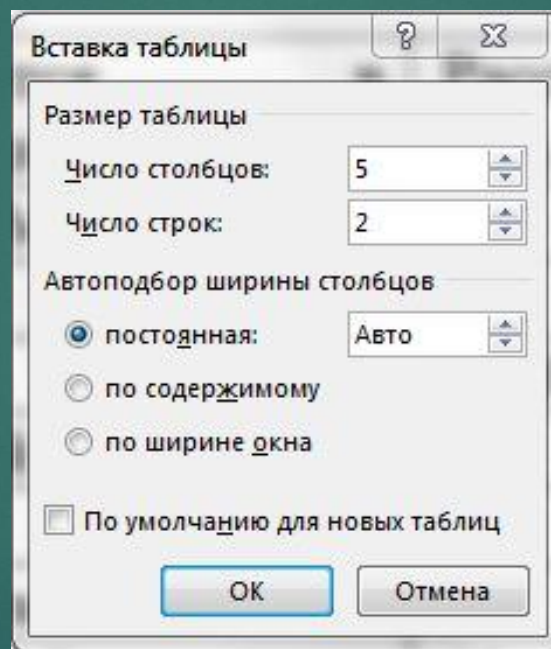 Вставка таблицы
Размер таблицы
Число столбцов: 5
Число строк: 2
Автоподбор ширины столбцов
постоянная: Авто
по содержимому
по ширине окна
По умолчанию для новых таблиц
ОК Отмена